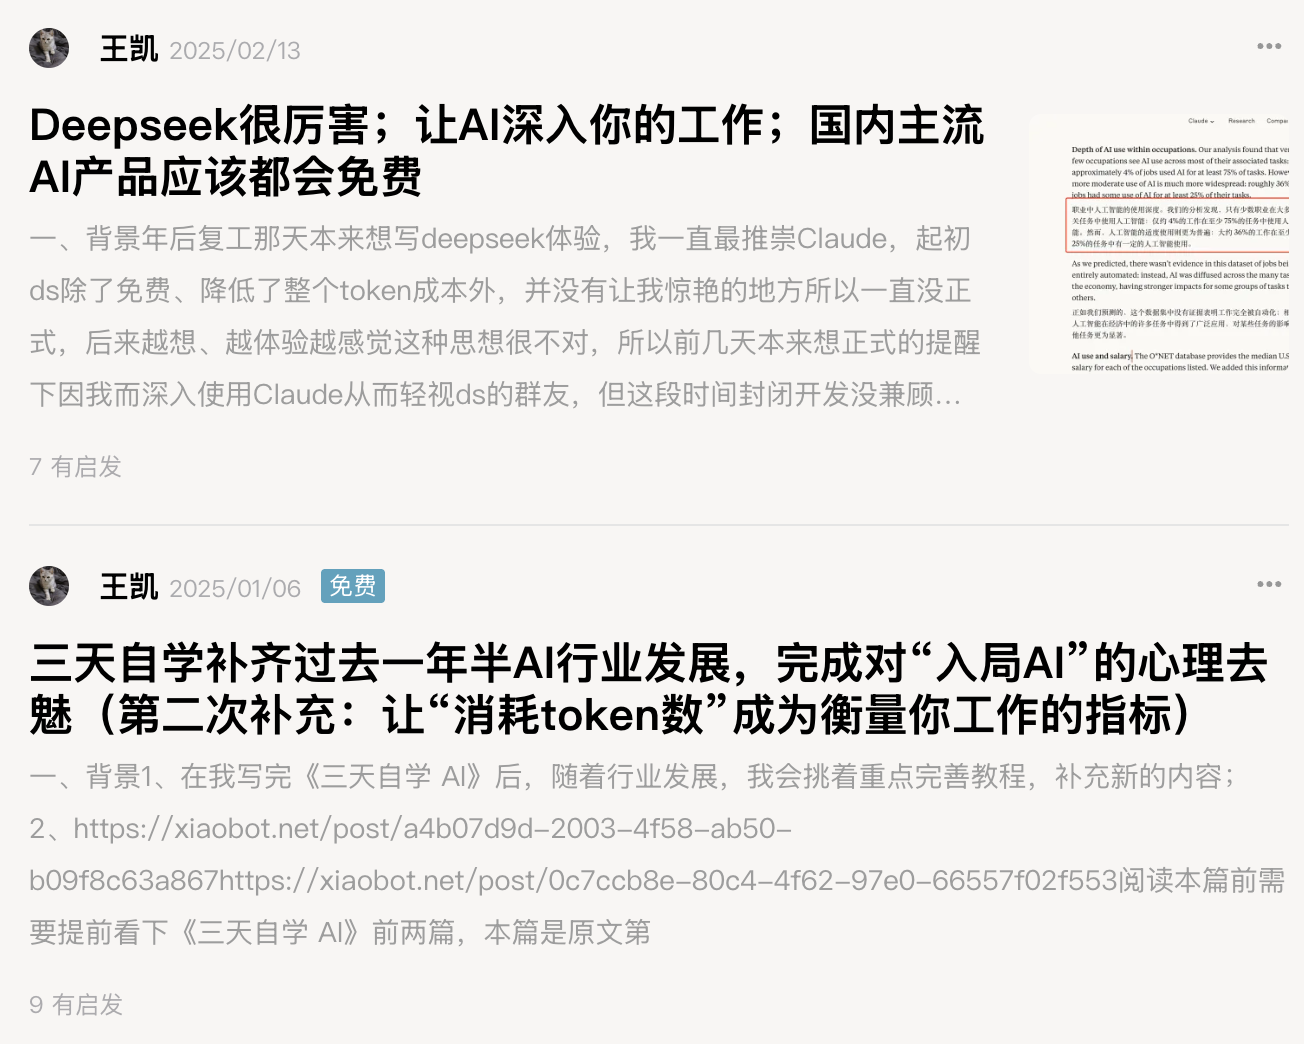 王凯 2025/02/13
Deepseek很厉害；让AI深入你的工作；国内主流
AI产品应该都会免费
一、背景年后复工那天本来想写deepseek体验，我一直最推崇Claude，起初
ds除了免费、降低了整个token成本外，并没有让我惊艳的地方所以一直没正
式，后来越想、越体验越感觉这种思想很不对，所以前几天本来想正式的提醒
下因我而深入使用Claude从而轻视ds的群友，但这段时间封闭开发没兼顾...
7 有启发
Claude
Research
Compa
Depth of AI use within occupations. Our analysis found that ve
few occupations see AI use across most of their associated tasks:
approximately 4% of jobs used AI for at least 75% of tasks. Howe
more moderate use of AI is much more widespread: roughly 36%
jobs had some use of AI for at least 25% of their tasks.
职业中人工智能的使用深度。我们的分析发现，只有少数职业在大多
关任务中使用人工智能：仅约 4%的工作在至少 75%的任务中使用人
能。然而，人工智能的适度使用则更为普遍：大约 36%的工作在至少
25%的任务中有一定的人工智能使用。
As we predicted, there wasn't evidence in this dataset of jobs bei
entirely automated: instead, AI was diffused across the many tas
the economy, having stronger impacts for some groups of tasks t
others.
正如我们预测的，这个数据集中没有证据表明工作完全被自动化：相
人工智能在经济中的许多任务中得到了广泛应用，对某些任务的影响
他任务更为显著。
AI use and salary. The O*NET database provides the median U.S
salary for each of the occupations listed. We added this informa
王凯 2025/01/06 免费
三天自学补齐过去一年半AI行业发展，完成对“入局AI”的心理去
魅（第二次补充：让“消耗token数”成为衡量你工作的指标）
一、背景1、在我写完《三天自学 AI》后，随着行业发展，我会挑着重点完善教程，补充新的内容；
2、https://xiaobot.net/post/a4b07d9d-2003-4f58-ab50-
b09f8c63a867https://xiaobot.net/post/0c7ccb8e-80c4-4f62-97e0-66557f02f553阅读本篇前需
要提前看下《三天自学 AI》前两篇，本篇是原文第
9 有启发